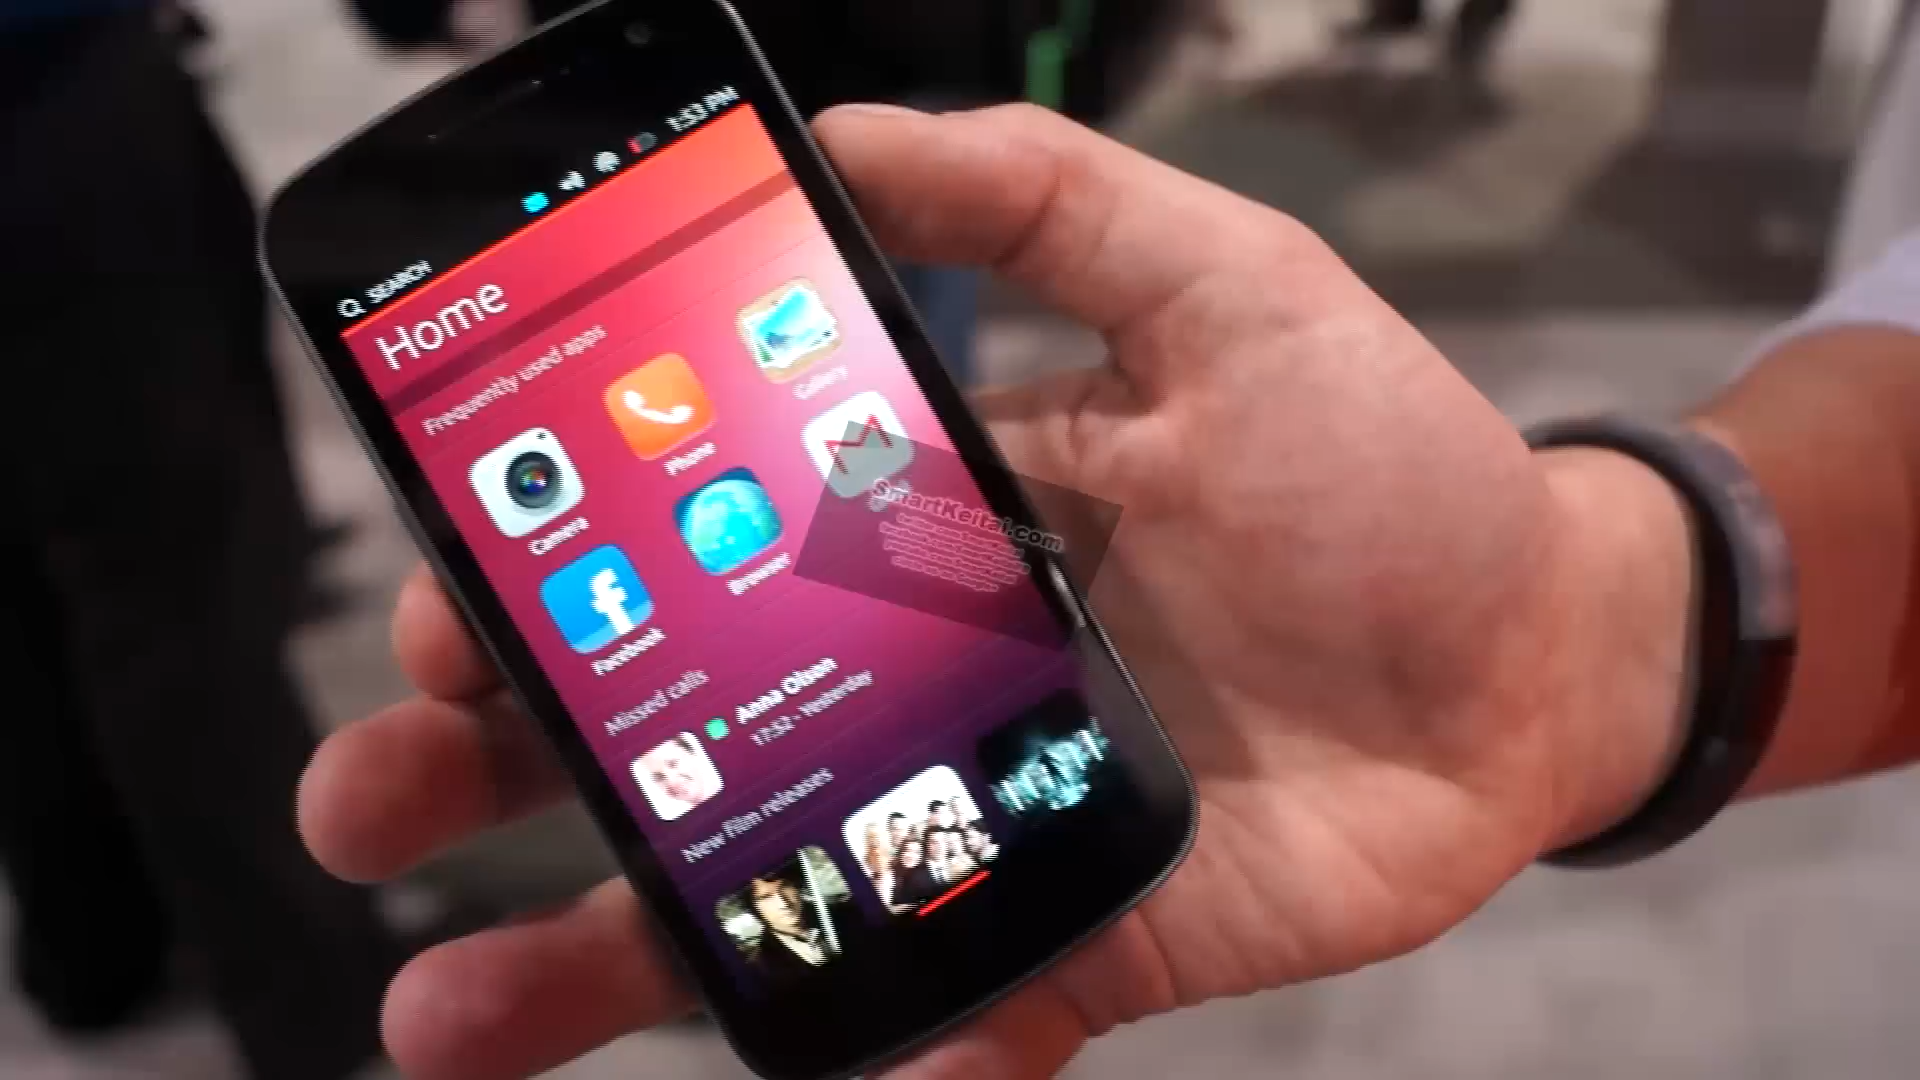 1:53 PM
SEARCH
Home
Frequently used apps
Camera
Phone
Gallery
Facebook
Browser
Missed calls
Anna Olson
17:52 - Yesterday
New film releases
SmartKeitai.com